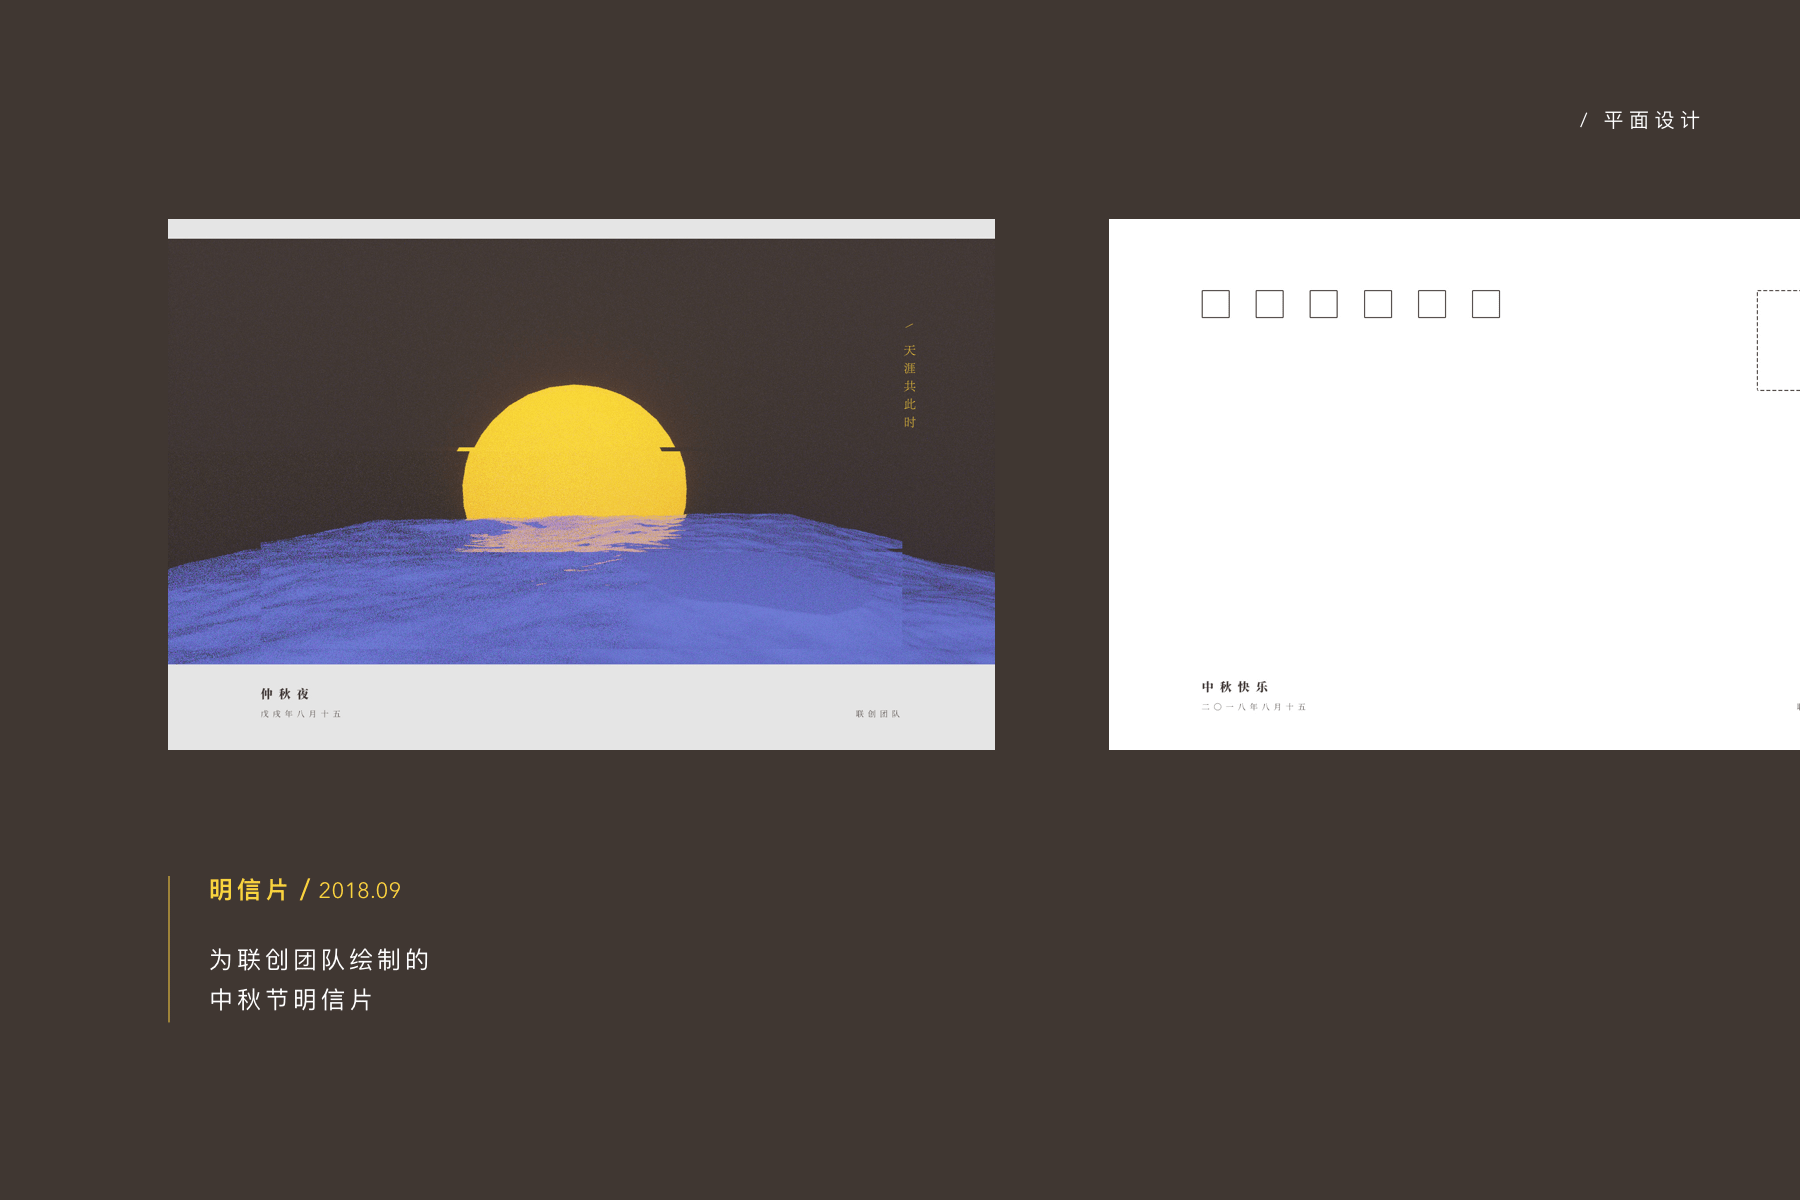 / 平面设计
/ 天涯共此时
仲秋夜
戊戌年八月十五
联创团队
中秋快乐
二〇一八年八月十五
明信片 / 2018.09
为联创团队绘制的
中秋节明信片